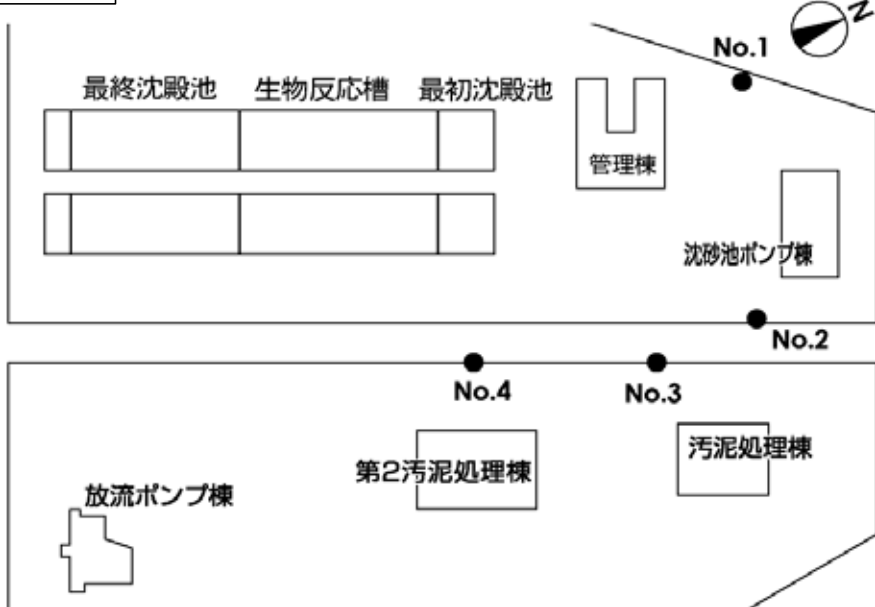 N
No.1
最終沈殿池
生物反応槽
最初沈殿池
管理棟
沈砂池ポンプ棟
No.2
No.4
No.3
汚泥処理棟
第2汚泥処理棟
放流ポンプ棟